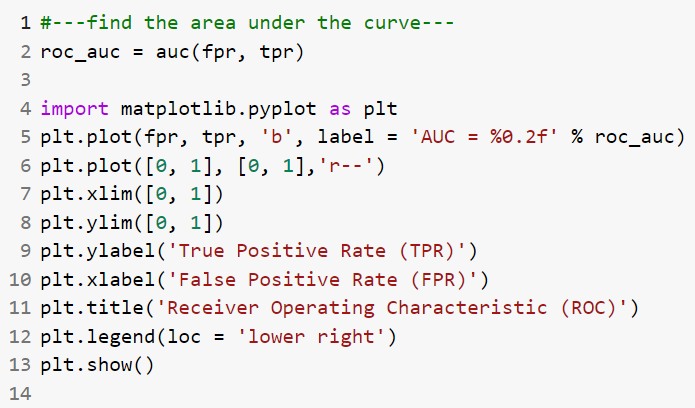 1 #---find the area under the curve---
2 roc_auc = auc(fpr, tpr)
3
4 import matplotlib.pyplot as plt
5 plt.plot(fpr, tpr, 'b', label = 'AUC = %0.2f' % roc_auc)
6 plt.plot([0, 1], [0, 1],'r--')
7 plt.xlim([0, 1])
8 plt.ylim([0, 1])
9 plt.ylabel('True Positive Rate (TPR)')
10 plt.xlabel('False Positive Rate (FPR)')
11 plt.title('Receiver Operating Characteristic (ROC)')
12 plt.legend(loc = 'lower right')
13 plt.show()
14